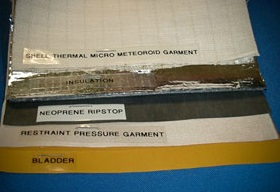 SHELL THERMAL MICRO METEOROID GARMENT
INSULATION
NEOPRENE RIPSTOP
RESTRAINT PRESSURE GARMENT
BLADDER